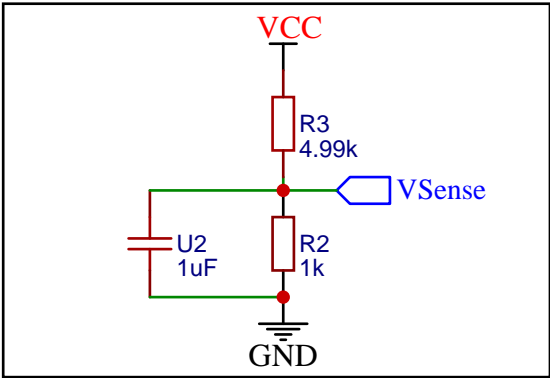 VCC
R3
4.99k
VSense
U2
1uF
R2
1k
GND